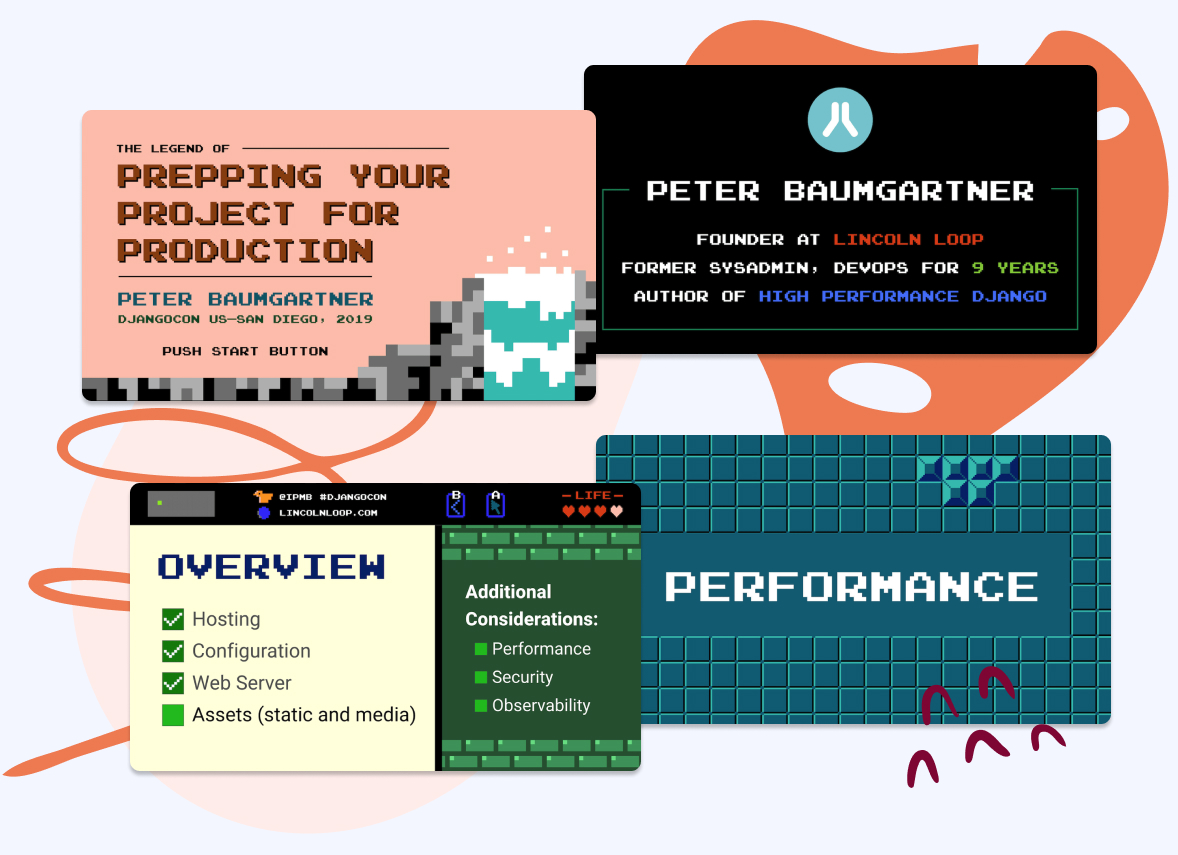 THE LEGEND OF
PREPPING YOUR
PROJECT FOR
PRODUCTION
PETER BAUMGARTNER
DJANGOCON US—SAN DIEGO, 2019
PUSH START BUTTON
PETER BAUMGARTNER
FOUNDER AT LINCOLN LOOP
FORMER SYSADMIN, DEVOPS FOR 9 YEARS
AUTHOR OF HIGH PERFORMANCE DJANGO
@IPMB #DJANGOCON
LINCOLNLOOP.COM
B
A
—LIFE—
OVERVIEW
Hosting
Configuration
Web Server
Assets (static and media)
Additional
Considerations:
Performance
Security
Observability
PERFORMANCE